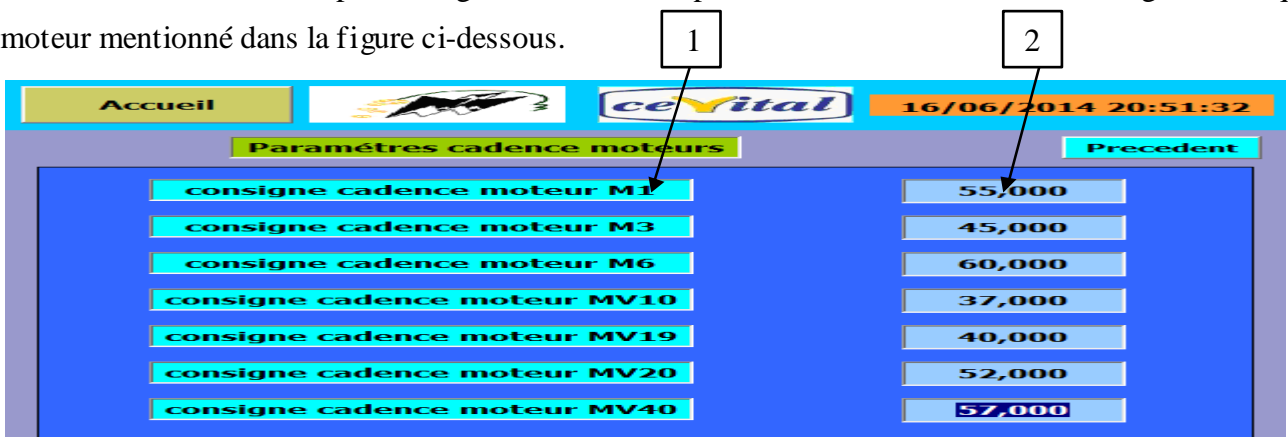 moteur mentionné dans la figure ci-dessous.
1
2
Accueil
cevital
16/06/2014 20:51:32
Paramétres cadence moteurs
Precedent
consigne cadence moteur M1 55,000
consigne cadence moteur M3 45,000
consigne cadence moteur M6 60,000
consigne cadence moteur MV10 37,000
consigne cadence moteur MV19 40,000
consigne cadence moteur MV20 52,000
consigne cadence moteur MV40 57,000